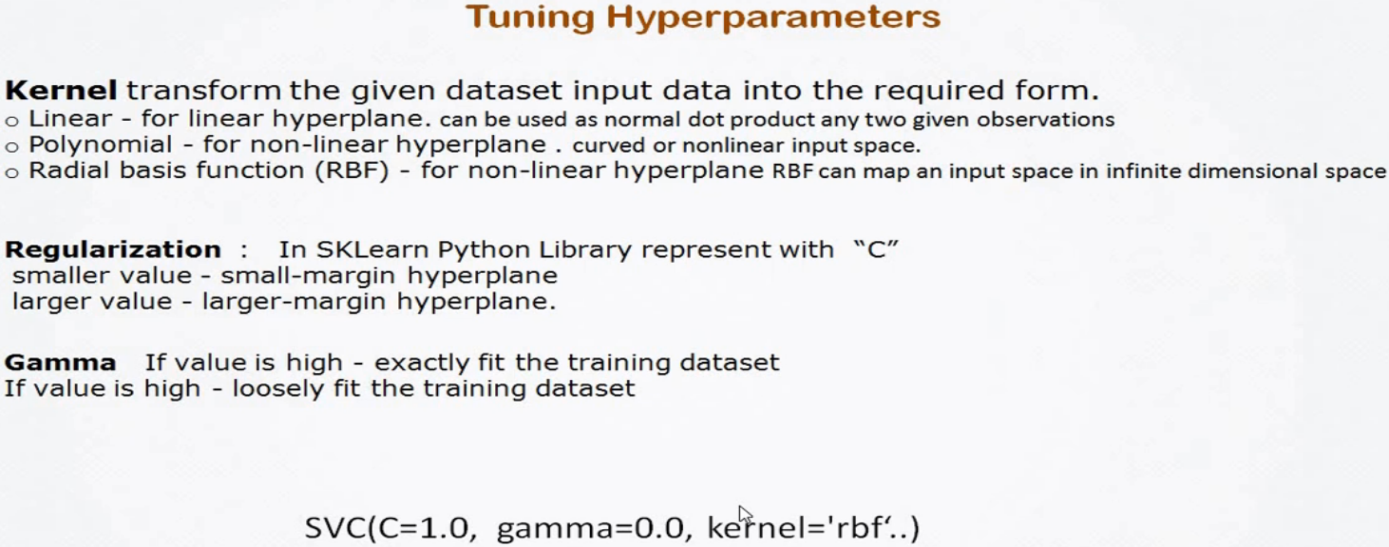 Tuning Hyperparameters
Kernel transform the given dataset input data into the required form.
o Linear - for linear hyperplane. can be used as normal dot product any two given observations
o Polynomial - for non-linear hyperplane . curved or nonlinear input space.
o Radial basis function (RBF) - for non-linear hyperplane RBF can map an input space in infinite dimensional space
Regularization : In SKLearn Python Library represent with “C”
smaller value - small-margin hyperplane
larger value - larger-margin hyperplane.
Gamma If value is high - exactly fit the training dataset
If value is high - loosely fit the training dataset
SVC(C=1.0, gamma=0.0, kernel='rbf‘..)